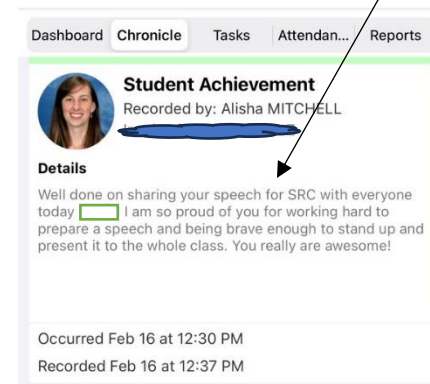 Dashboard Chronicle Tasks Attendan... Reports
Student Achievement
Recorded by: Alisha MITCHELL
Details
Well done on sharing your speech for SRC with everyone
today I am so proud of you for working hard to
prepare a speech and being brave enough to stand up and
present it to the whole class. You really are awesome!
Occurred Feb 16 at 12:30 PM
Recorded Feb 16 at 12:37 PM